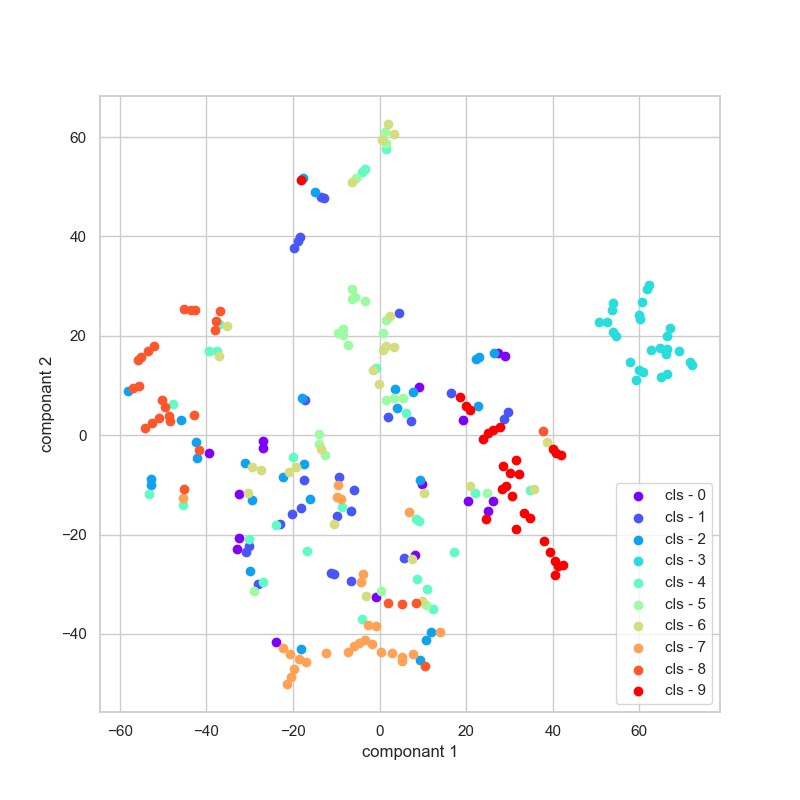 60
40
20
0
−20
−40
−60
−40
−20
0
20
40
60
componant 2
componant 1
cls - 0
cls - 1
cls - 2
cls - 3
cls - 4
cls - 5
cls - 6
cls - 7
cls - 8
cls - 9